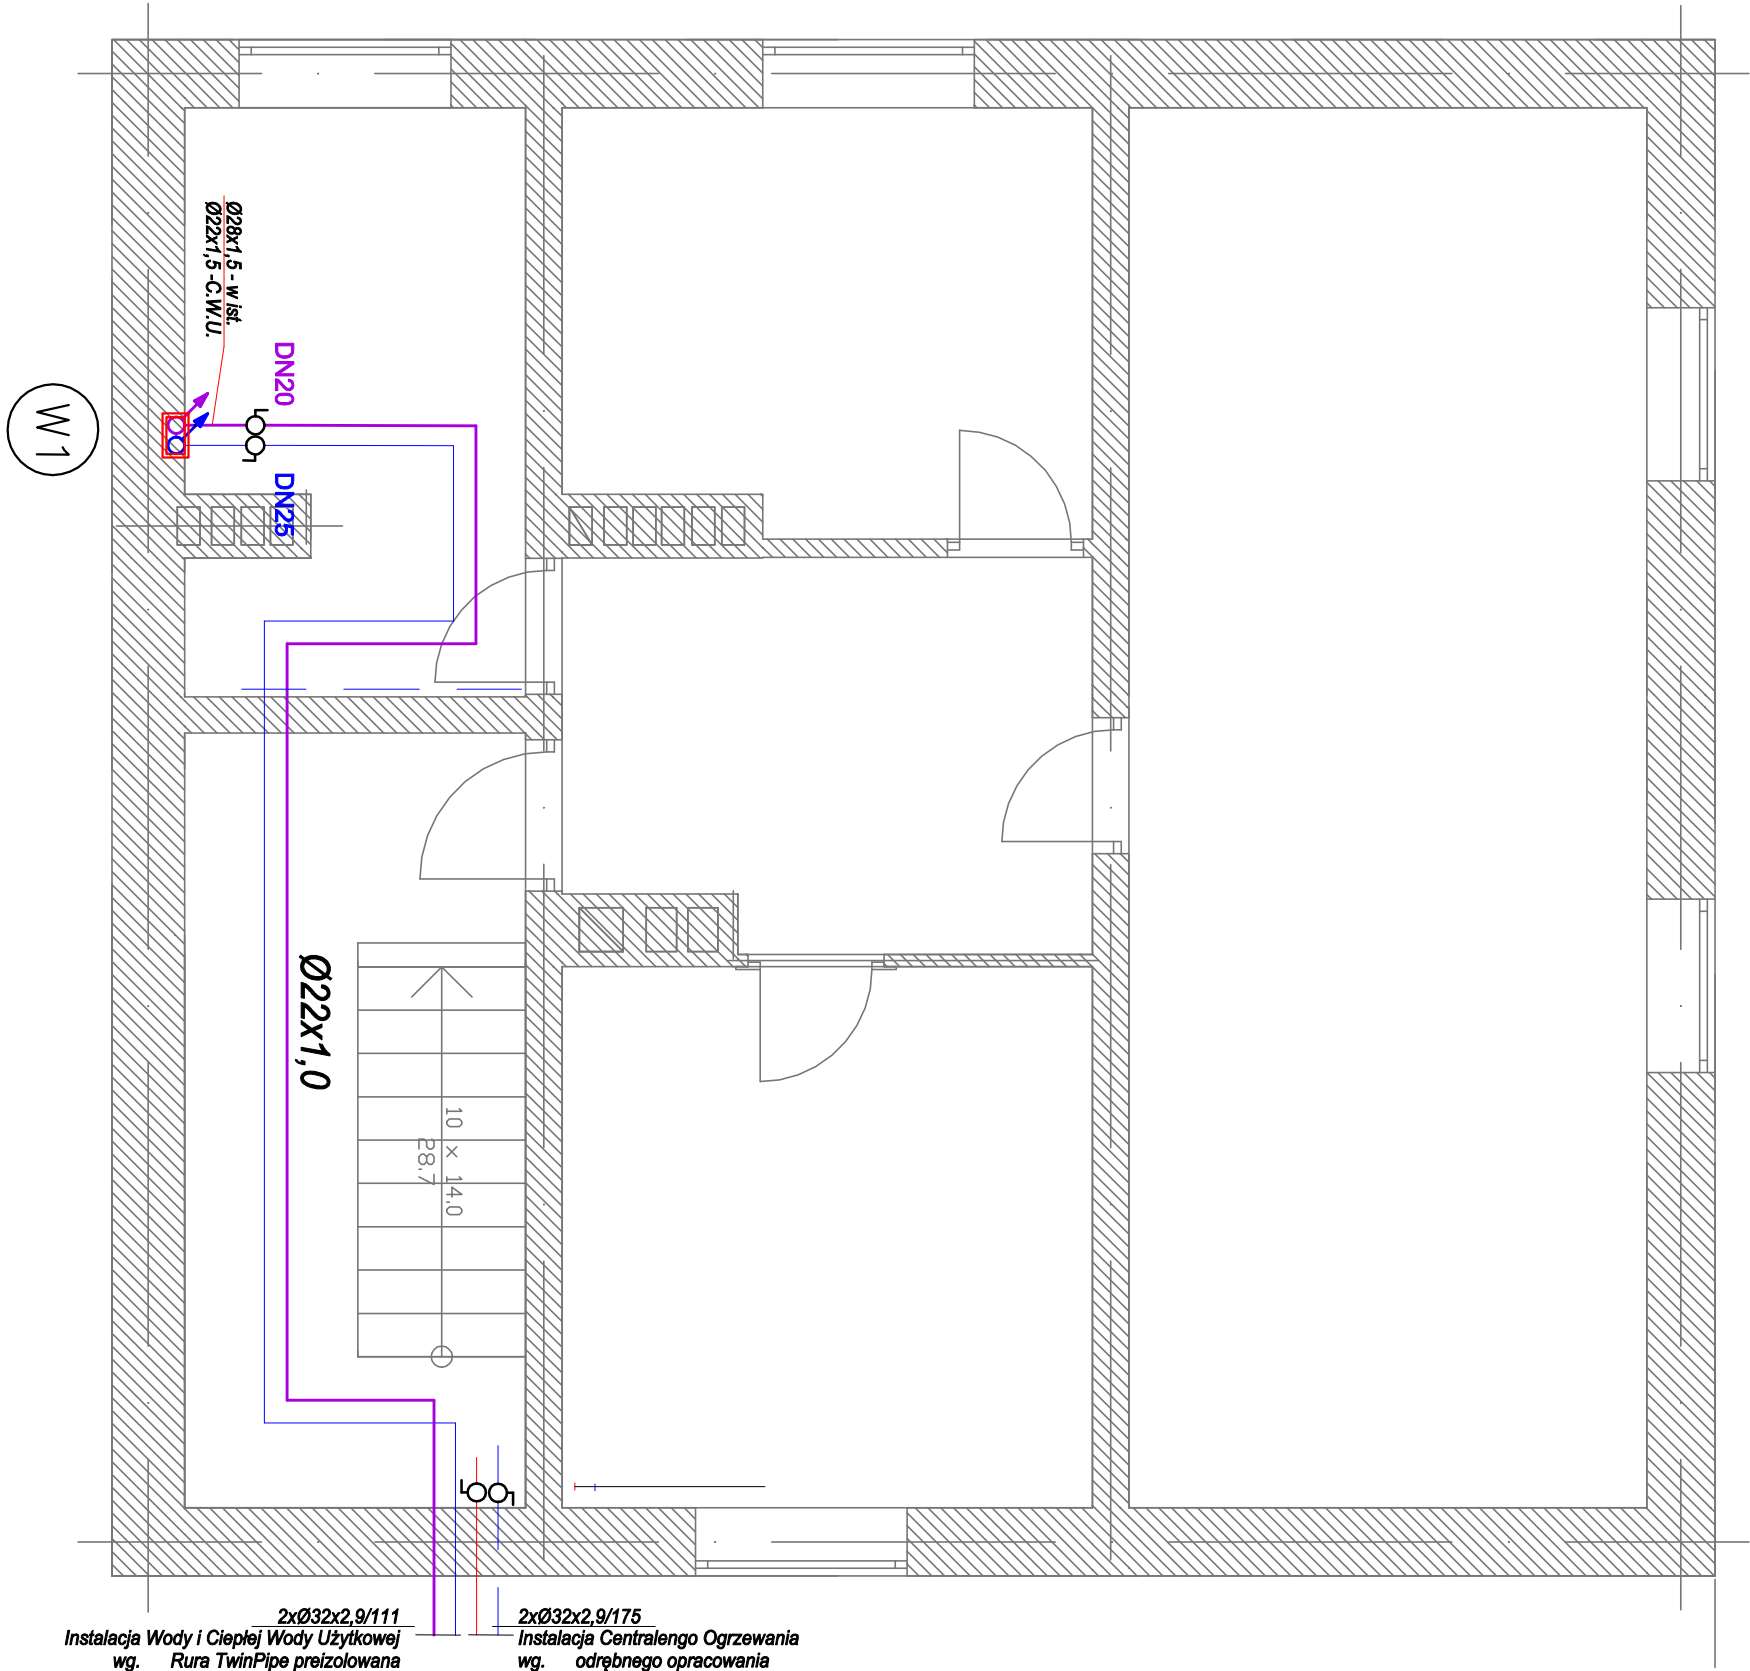 Ø28x1,5 - w ist.
Ø22x1,5 -C.W.U.
DN20
W 1
DN25
Ø22x1,0
10 x 14,0
28,7
2xØ32x2,9/111
Instalacja Wody i Ciepłej Wody Użytkowej
wg. Rura TwinPipe preizolowana
2xØ32x2,9/175
Instalacja Centralengo Ogrzewania
wg. odrębnego opracowania